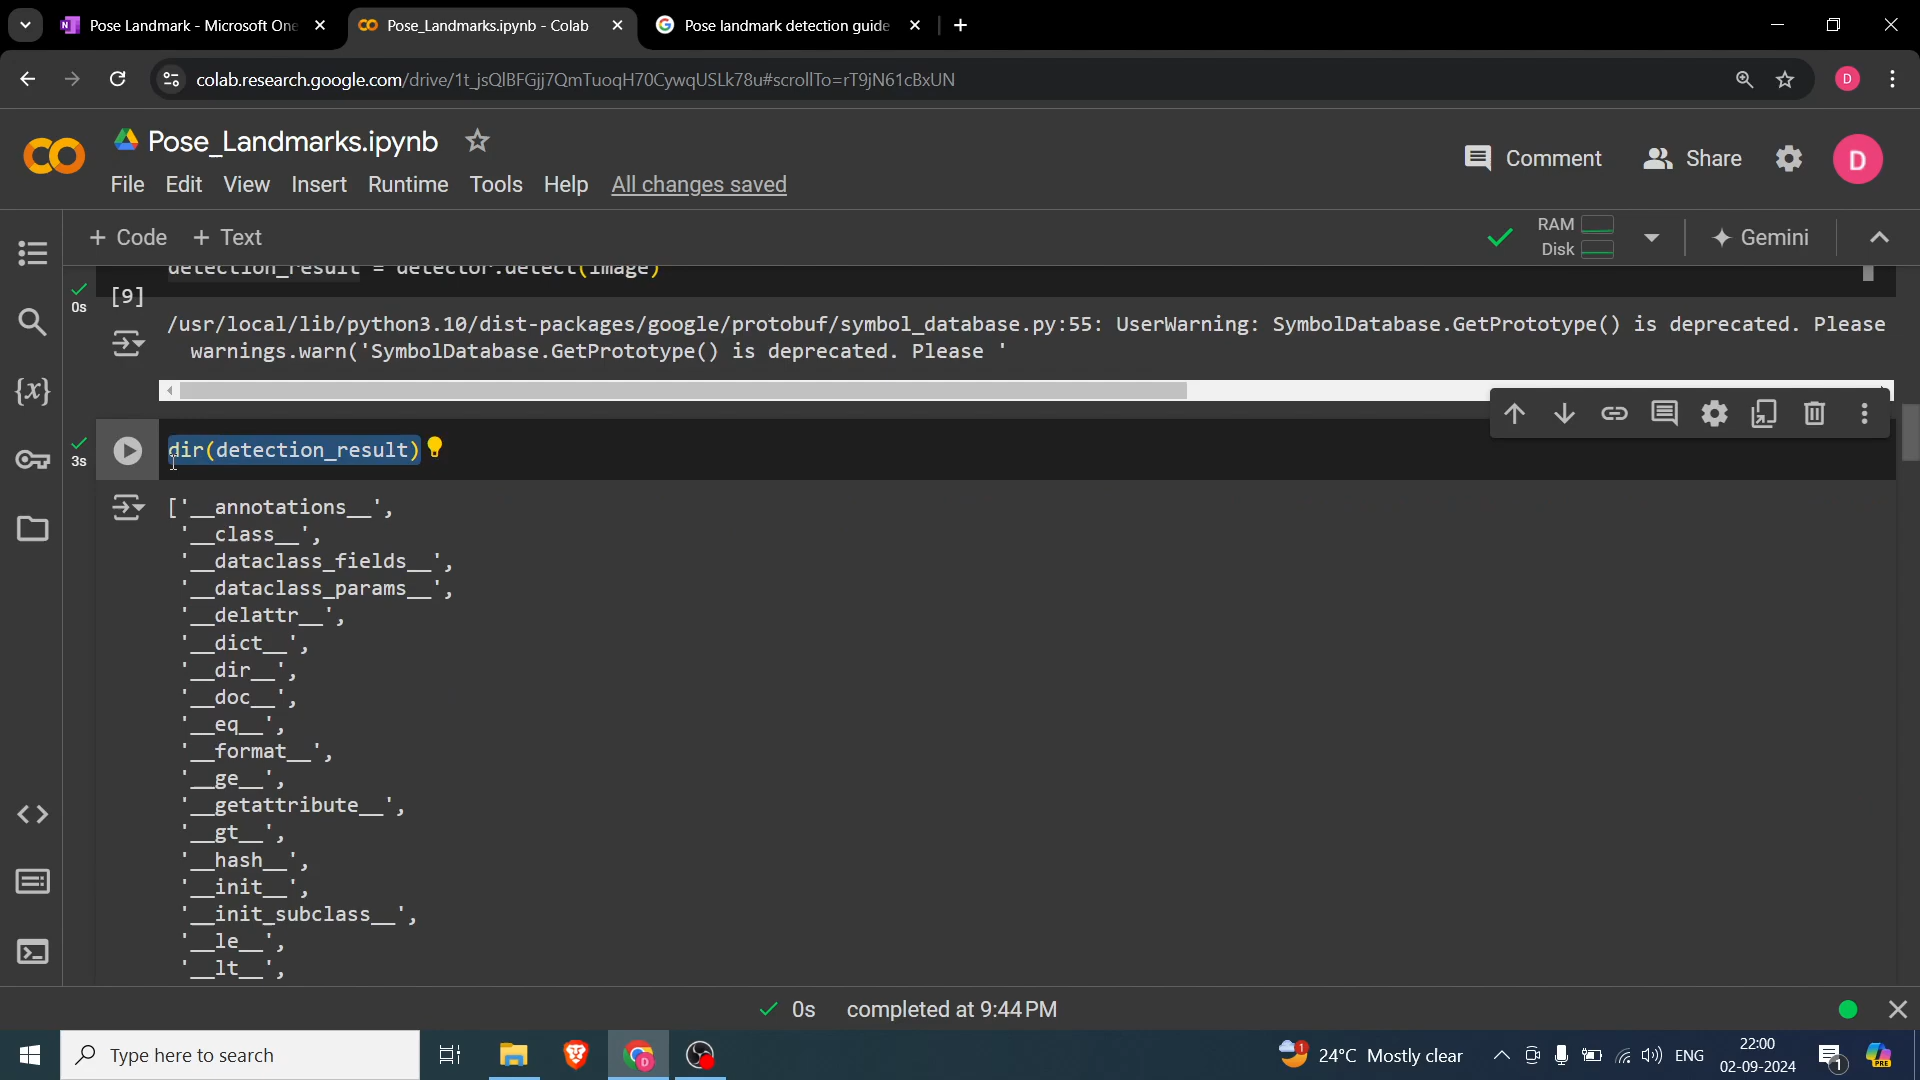 Pose Landmark - Microsoft One
Pose_Landmarks.ipynb - Colab
Pose landmark detection guide
colab.research.google.com/drive/1t_jsQlBFGjj7QmTuoqH70CywqUSLk78u#scrollTo=rT9jN61cBxUN
D
Pose_Landmarks.ipynb
Comment
Share
D
File Edit View Insert Runtime Tools Help All changes saved
+ Code + Text
RAM
Disk
Gemini
detection_result = detector.detect(image)
0s
[9]
/usr/local/lib/python3.10/dist-packages/google/protobuf/symbol_database.py:55: UserWarning: SymbolDatabase.GetPrototype() is deprecated. Please
warnings.warn('SymbolDatabase.GetPrototype() is deprecated. Please '
3s
dir(detection_result)
['__annotations__',
'__class__',
'__dataclass_fields__',
'__dataclass_params__',
'__delattr__',
'__dict__',
'__dir__',
'__doc__',
'__eq__',
'__format__',
'__ge__',
'__getattribute__',
'__gt__',
'__hash__',
'__init__',
'__init_subclass__',
'__le__',
'__lt__',
0s completed at 9:44 PM
Type here to search
24°C Mostly clear
ENG
22:00
02-09-2024
1